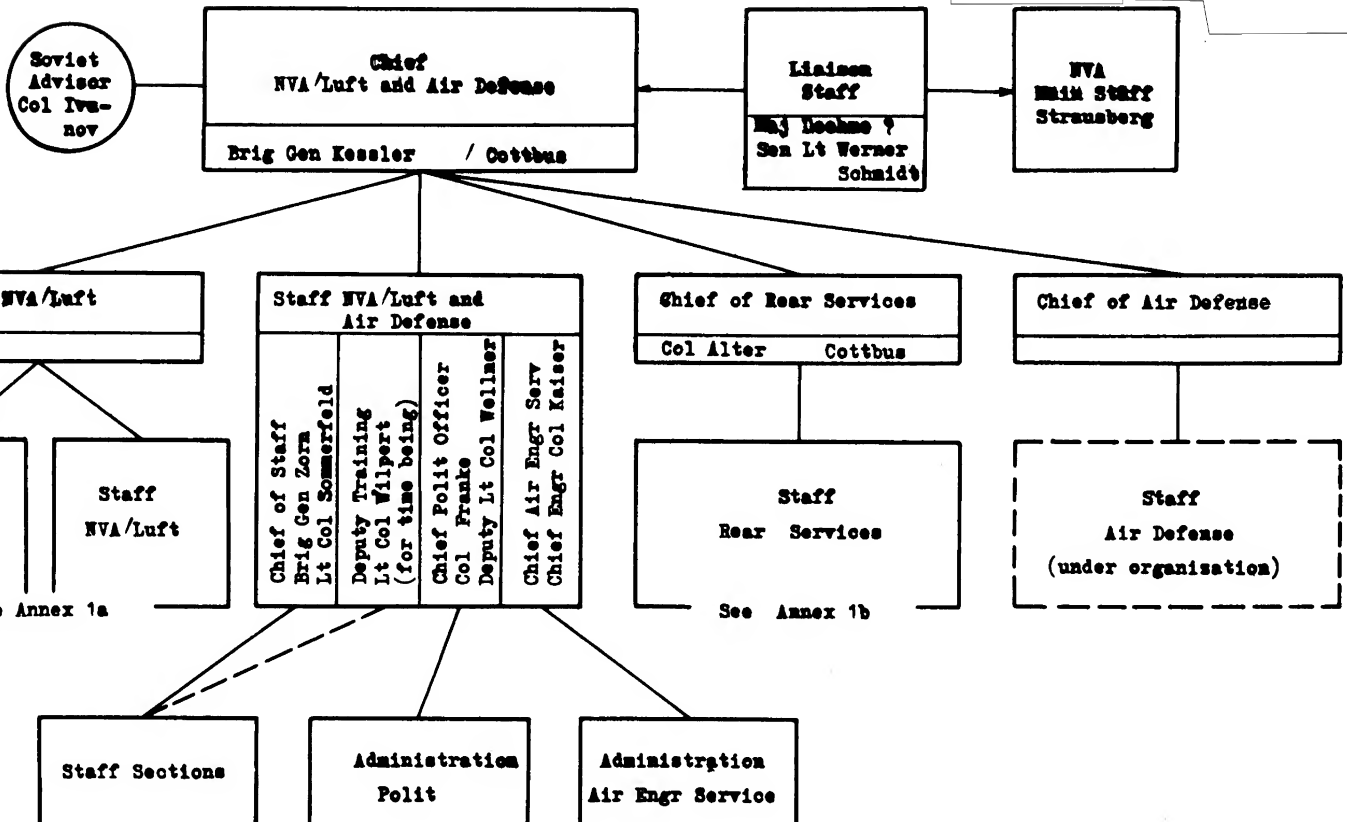 Soviet
Advisor
Col Iva-
nov
Chief
NVA/Luft and Air Defense
Brig Gen Kessler / Cottbus
Liaison
Staff
Maj Doehme ?
Sen Lt Werner
Schmidt
NVA
Main Staff
Strausberg
NVA/Luft
Staff NVA/Luft and
Air Defense
Chief of Staff
Brig Gen Zorn
Lt Col Sommerfeld
Deputy Training
Lt Col Wilpert
(for time being)
Chief Polit Officer
Col Franke
Deputy Lt Col Wellmer
Chief Air Engr Serv
Chief Engr Col Kaiser
Chief of Rear Services
Col Alter Cottbus
Chief of Air Defense
Staff
NVA/Luft
Annex 1a
Staff
Rear Services
See Annex 1b
Staff
Air Defense
(under organisation)
Staff Sections
Administration
Polit
Administration
Air Engr Service